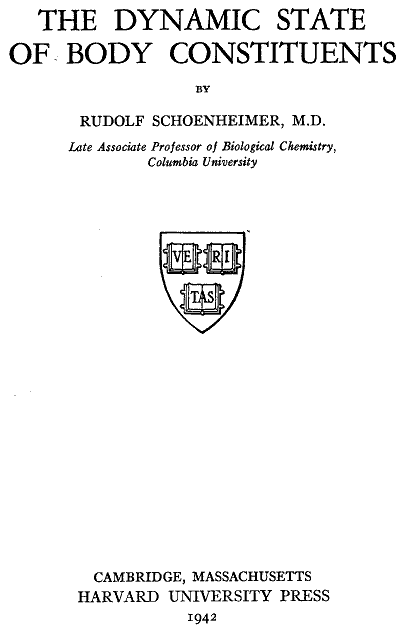 THE DYNAMIC STATE
OF BODY CONSTITUENTS
BY
RUDOLF SCHOENHEIMER, M.D.
Late Associate Professor of Biological Chemistry,
Columbia University
VE RI
TAS
CAMBRIDGE, MASSACHUSETTS
HARVARD UNIVERSITY PRESS
1942